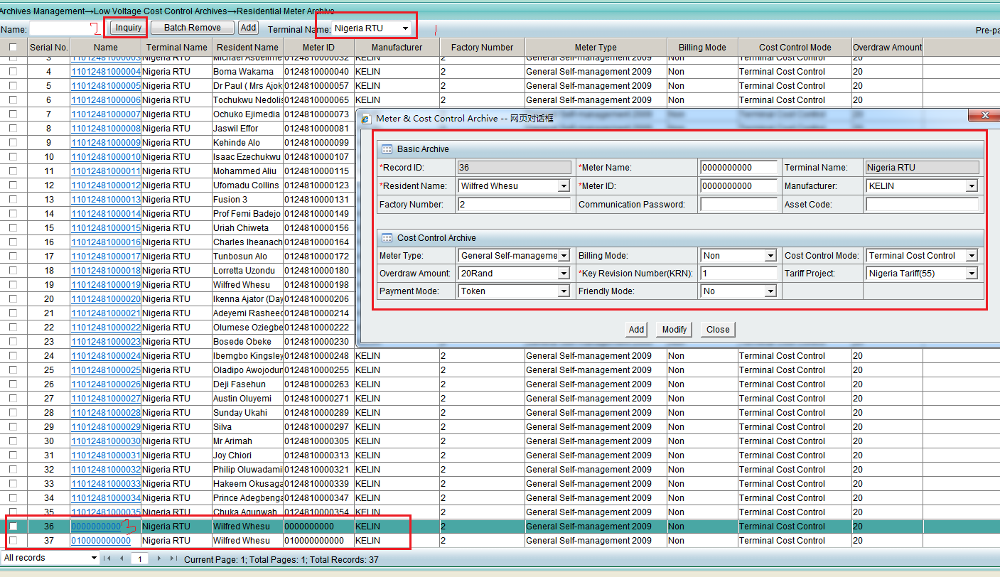 Archives Management→Low Voltage Cost Control Archives→Residential Meter Archive
Name: Inquiry Batch Remove Add Terminal Name: Nigeria RTU Pre-pa
Serial No. Name Terminal Name Resident Name Meter ID Manufacturer Factory Number Meter Type Billing Mode Cost Control Mode Overdraw Amount
3 11012481000003 Nigeria RTU 0124810000032 KELIN 2 General Self-management 2009 Non Terminal Cost Control 20
4 11012481000004 Nigeria RTU Boma Wakama 0124810000040 KELIN 2 General Self-management 2009 Non Terminal Cost Control 20
5 11012481000005 Nigeria RTU Dr Paul ( Mrs Ajok 0124810000057 KELIN 2 General Self-management 2009 Non Terminal Cost Control 20
6 11012481000006 Nigeria RTU Tochukwu Nedolis 0124810000065 KELIN 2 General Self-management 2009 Non Terminal Cost Control 20
7 11012481000007 Nigeria RTU Ochuko Ejimedia 0124810000073
8 11012481000008 Nigeria RTU Jaswil Effor 0124810000081
9 11012481000009 Nigeria RTU Kehinde Alo 0124810000099
10 11012481000010 Nigeria RTU Isaac Ezechukwu 0124810000107
11 11012481000011 Nigeria RTU Mohammed Aliu 0124810000115
12 11012481000012 Nigeria RTU Ufomadu Collins 0124810000123
13 11012481000013 Nigeria RTU Fusion 3 0124810000131
14 11012481000014 Nigeria RTU Prof Femi Badejo 0124810000149
15 11012481000015 Nigeria RTU Uriah Chiweta 0124810000156
16 11012481000016 Nigeria RTU Charles Iheanach 0124810000164
17 11012481000017 Nigeria RTU Tunbosun Alo 0124810000172
18 11012481000018 Nigeria RTU Lorretta Uzondu 0124810000180
19 11012481000019 Nigeria RTU Wilfred Whesu 0124810000198
20 11012481000020 Nigeria RTU Ikenna Ajator (Day 0124810000206
21 11012481000021 Nigeria RTU Adeyemi Rasheed 0124810000214
22 11012481000022 Nigeria RTU Olumese Oziegbe 0124810000222
23 11012481000023 Nigeria RTU Bosede Obeke 0124810000230
24 11012481000024 Nigeria RTU Ibemgbo Kingsley 0124810000248 KELIN 2 General Self-management 2009 Non Terminal Cost Control 20
25 11012481000025 Nigeria RTU Oladipo Awojodun 0124810000255 KELIN 2 General Self-management 2009 Non Terminal Cost Control 20
26 11012481000026 Nigeria RTU Deji Fasehun 0124810000263 KELIN 2 General Self-management 2009 Non Terminal Cost Control 20
27 11012481000027 Nigeria RTU Austin Oluyemi 0124810000271 KELIN 2 General Self-management 2009 Non Terminal Cost Control 20
28 11012481000028 Nigeria RTU Sunday Ukahi 0124810000289 KELIN 2 General Self-management 2009 Non Terminal Cost Control 20
29 11012481000029 Nigeria RTU Silva 0124810000297 KELIN 2 General Self-management 2009 Non Terminal Cost Control 20
30 11012481000030 Nigeria RTU Mr Arimah 0124810000305 KELIN 2 General Self-management 2009 Non Terminal Cost Control 20
31 11012481000031 Nigeria RTU Joy Chiori 0124810000313 KELIN 2 General Self-management 2009 Non Terminal Cost Control 20
32 11012481000032 Nigeria RTU Philip Oluwadami 0124810000321 KELIN 2 General Self-management 2009 Non Terminal Cost Control 20
33 11012481000033 Nigeria RTU Hakeem Okusaga 0124810000339 KELIN 2 General Self-management 2009 Non Terminal Cost Control 20
34 11012481000034 Nigeria RTU Prince Adegbenga 0124810000347 KELIN 2 General Self-management 2009 Non Terminal Cost Control 20
35 11012481000035 Nigeria RTU Chuka Agunwah 0124810000354 KELIN 2 General Self-management 2009 Non Terminal Cost Control 20
36 0000000000 Nigeria RTU Wilfred Whesu 0000000000 KELIN 2 General Self-management 2009 Non Terminal Cost Control 20
37 010000000000 Nigeria RTU Wilfred Whesu 010000000000 KELIN 2 General Self-management 2009 Non Terminal Cost Control 20
All records 1 Current Page: 1; Total Pages: 1; Total Records: 37
Meter & Cost Control Archive -- 网页对话框
Basic Archive
*Record ID: 36 *Meter Name: 0000000000 Terminal Name: Nigeria RTU
*Resident Name: Wilfred Whesu *Meter ID: 0000000000 Manufacturer: KELIN
Factory Number: 2 Communication Password: Asset Code:
Cost Control Archive
Meter Type: General Self-manageme Billing Mode: Non Cost Control Mode: Terminal Cost Control
Overdraw Amount: 20Rand *Key Revision Number(KRN): 1 Tariff Project: Nigeria Tariff(55)
Payment Mode: Token Friendly Mode: No
Add Modify Close